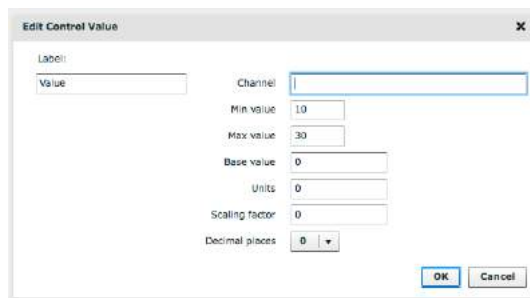 Edit Control Value
Label:
Value
Channel
Min value 10
Max value 30
Base value 0
Units 0
Scaling factor 0
Decimal places 0
OK Cancel